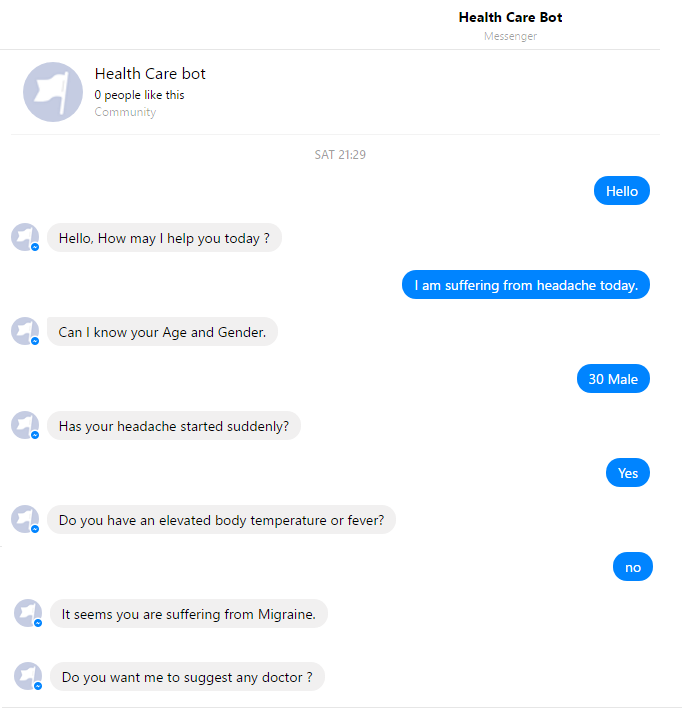 Health Care Bot
Messenger
Health Care bot
0 people like this
Community
SAT 21:29
Hello
Hello, How may I help you today ?
I am suffering from headache today.
Can I know your Age and Gender.
30 Male
Has your headache started suddenly?
Yes
Do you have an elevated body temperature or fever?
no
It seems you are suffering from Migraine.
Do you want me to suggest any doctor ?